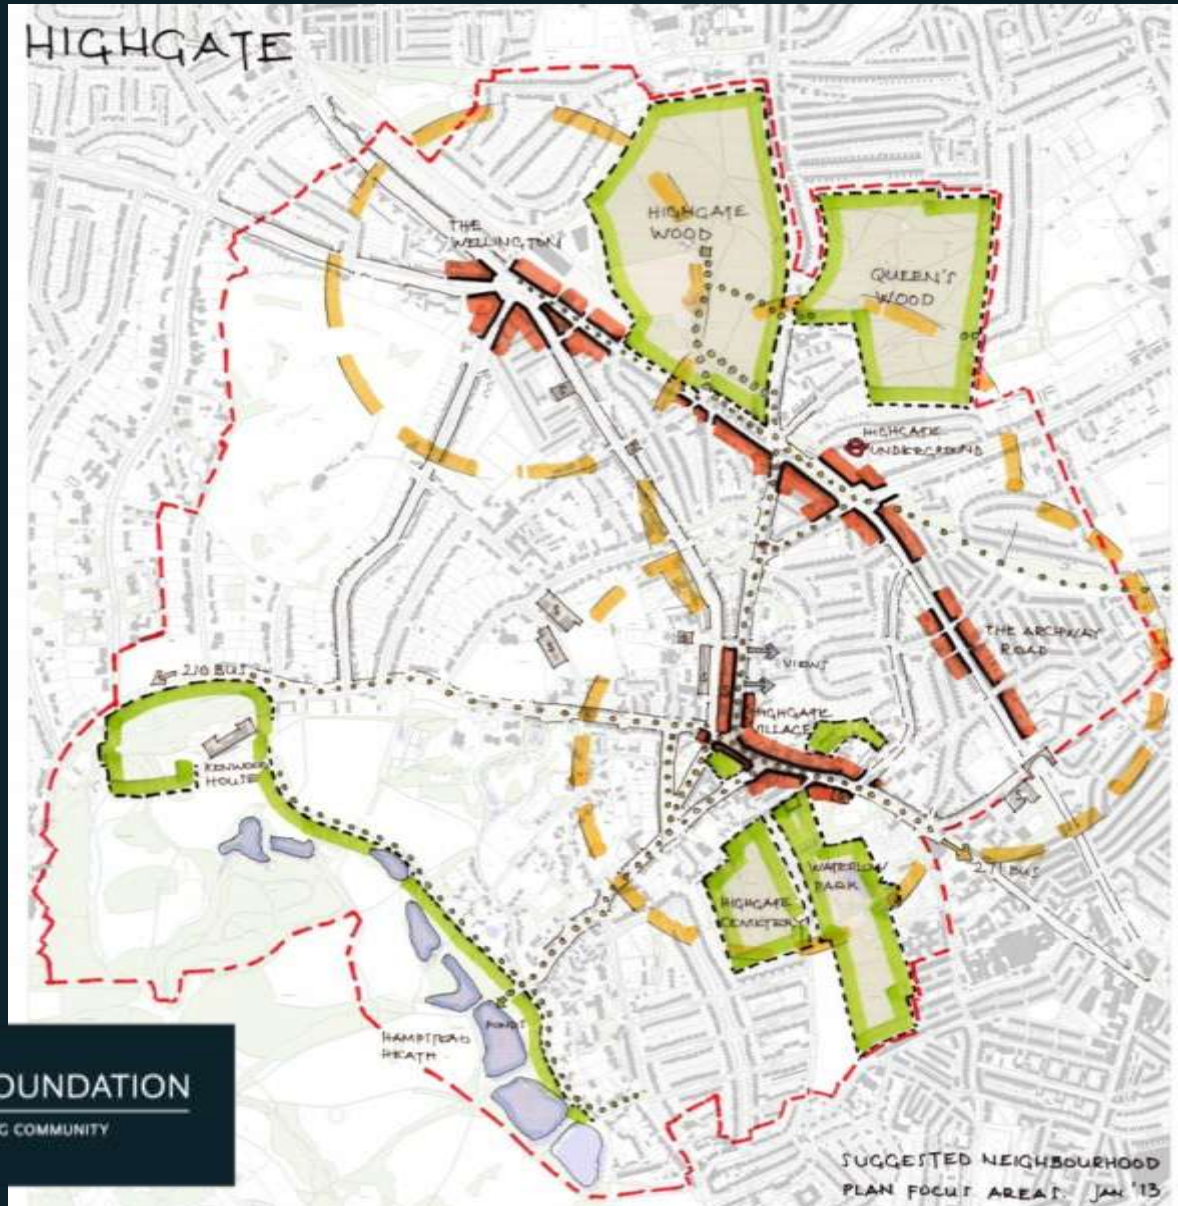 HIGHGATE
THE
WELLINGTON
HIGHGATE
WOOD
QUEEN'S
WOOD
HIGHGATE
UNDERGROUND
THE ARCHWAY
ROAD
210 BUS
VIEWS
HIGHGATE
VILLAGE
KENWOOD
HOUSE
WATERLOW
PARK
271 BUS
HIGHGATE
CEMETERY
PONDS
HAMPSTEAD
HEATH
OUNDATION
G COMMUNITY
SUGGESTED NEIGHBOURHOOD
PLAN FOCUS AREAS. JAN '13